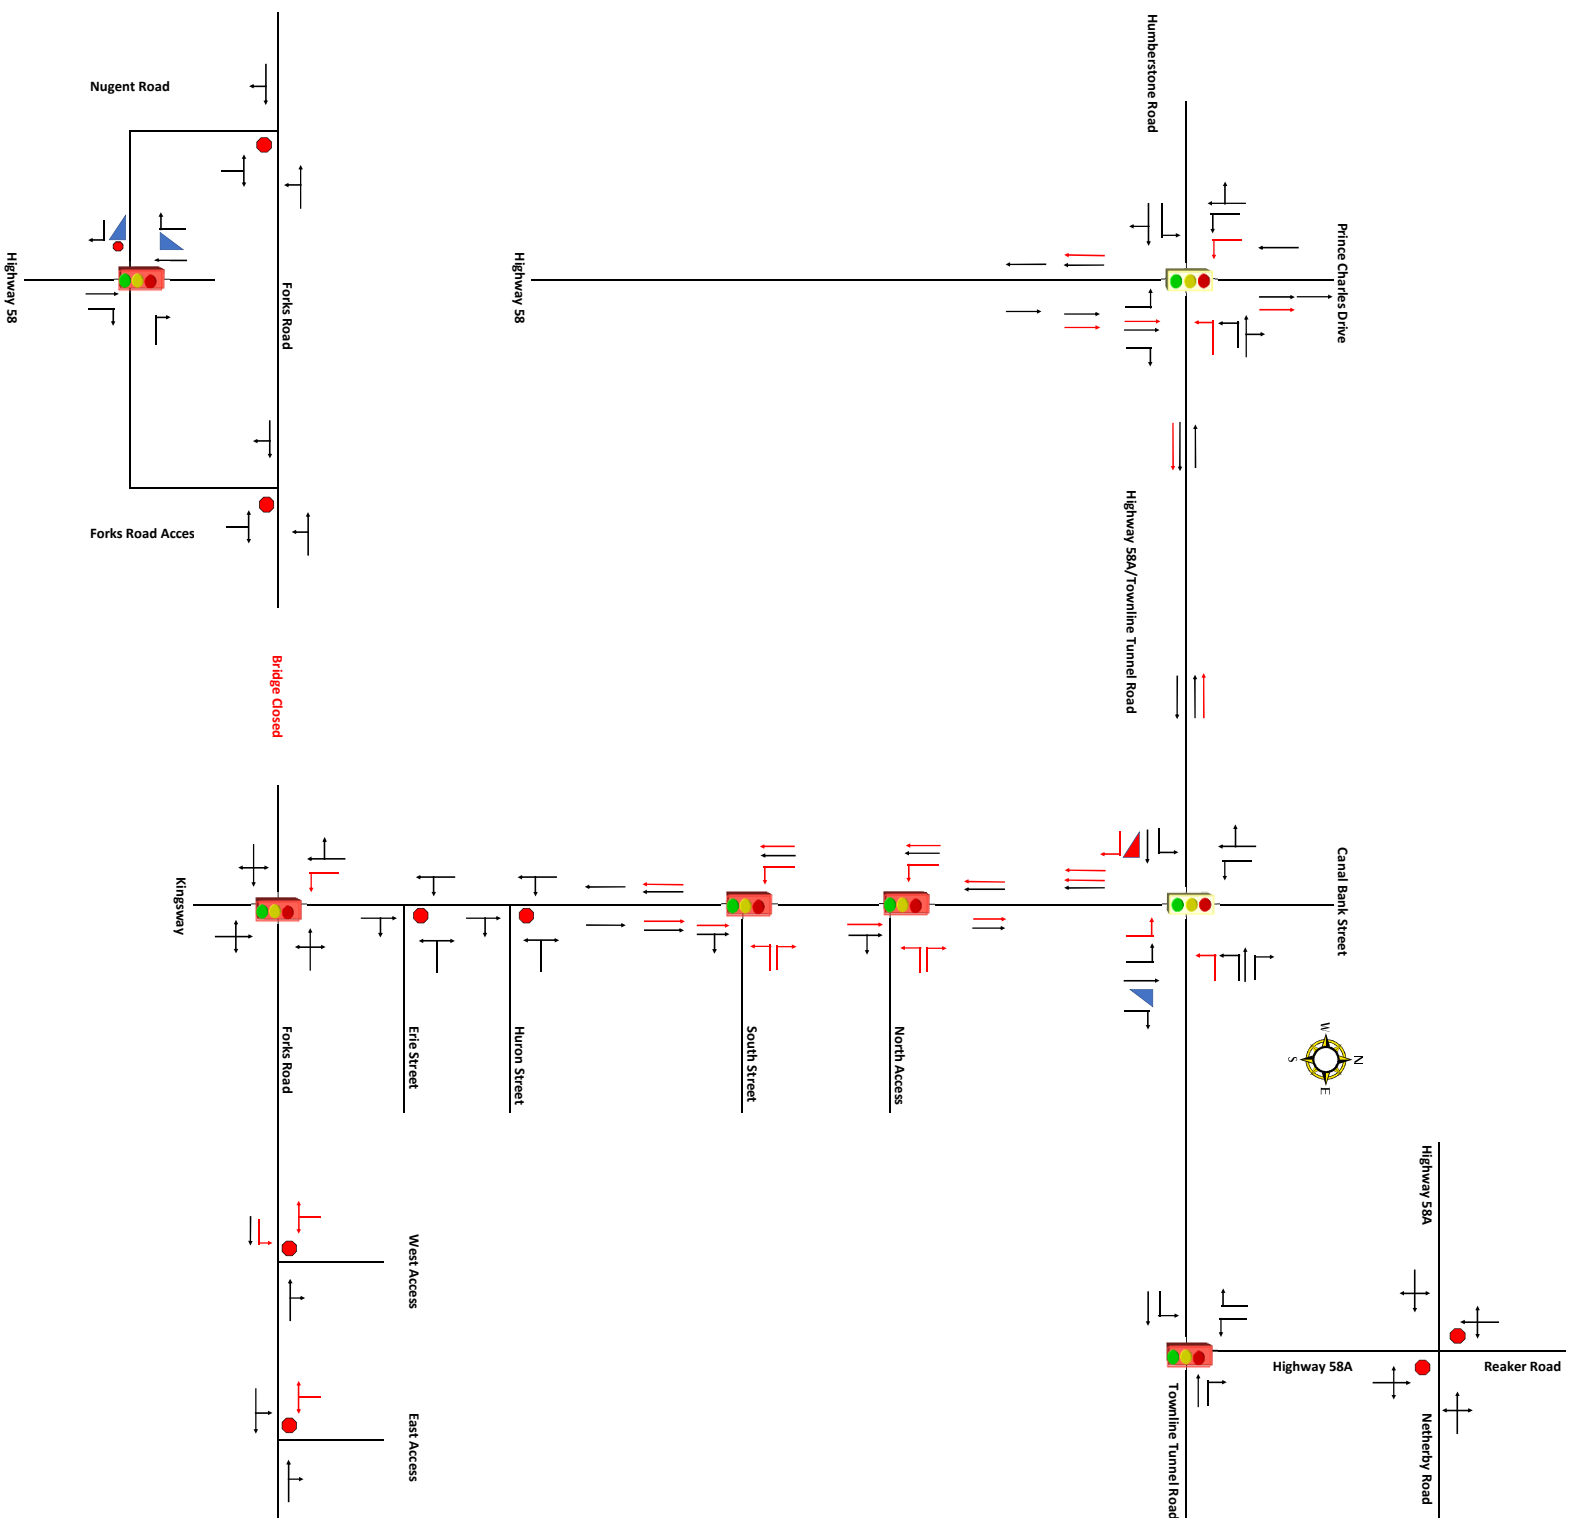 Humberstone Road
Nugent Road
Prince Charles Drive
Highway 58
Highway 58
Forks Road
Highway 58A/Townline Tunnel Road
Forks Road Acces
Bridge Closed
Canal Bank Street
Kingsway
Forks Road
Erie Street
Huron Street
South Street
North Access
W
N
S
E
Highway 58A
West Access
Highway 58A
Reaker Road
East Access
Townline Tunnel Road
Netherby Road